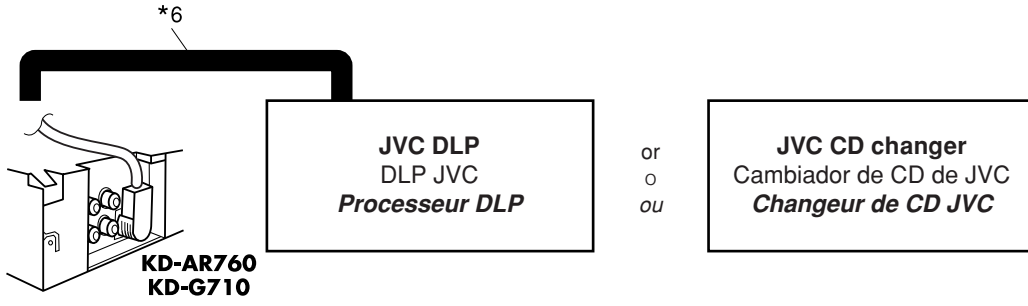 *6
JVC DLP
DLP JVC
Processeur DLP
or
o
ou
JVC CD changer
Cambiador de CD de JVC
Changeur de CD JVC
KD-AR760
KD-G710